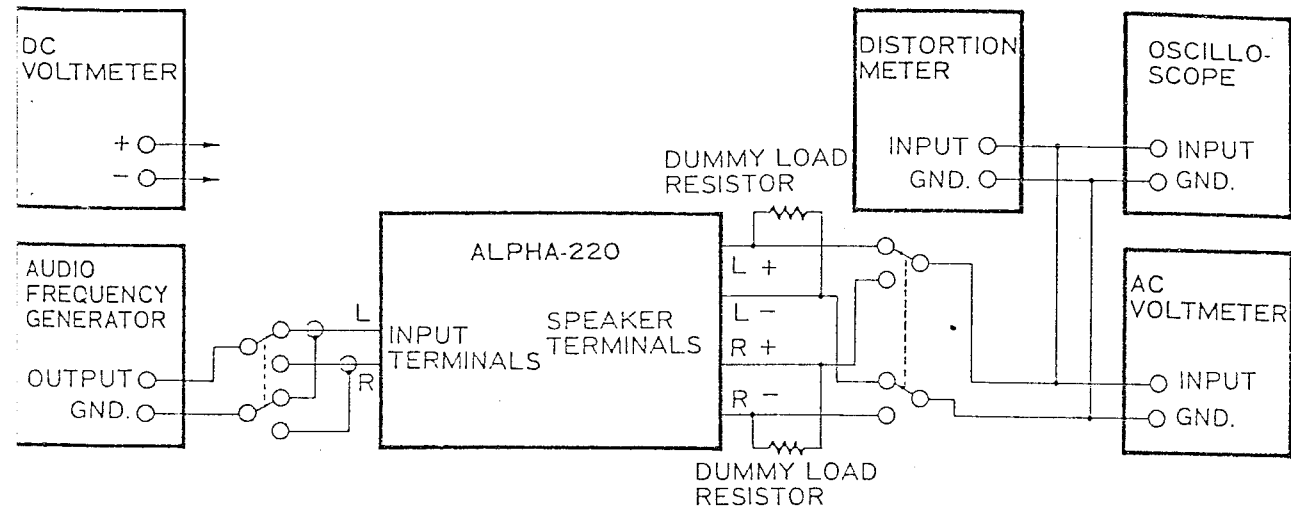 DC
VOLTMETER
+
-
AUDIO
FREQUENCY
GENERATOR
OUTPUT
GND.
L
R
ALPHA-220
INPUT
TERMINALS
SPEAKER
TERMINALS
L +
L -
R +
R -
DUMMY LOAD
RESISTOR
DUMMY LOAD
RESISTOR
DISTORTION
METER
INPUT
GND.
OSCILLO-
SCOPE
INPUT
GND.
AC
VOLTMETER
INPUT
GND.